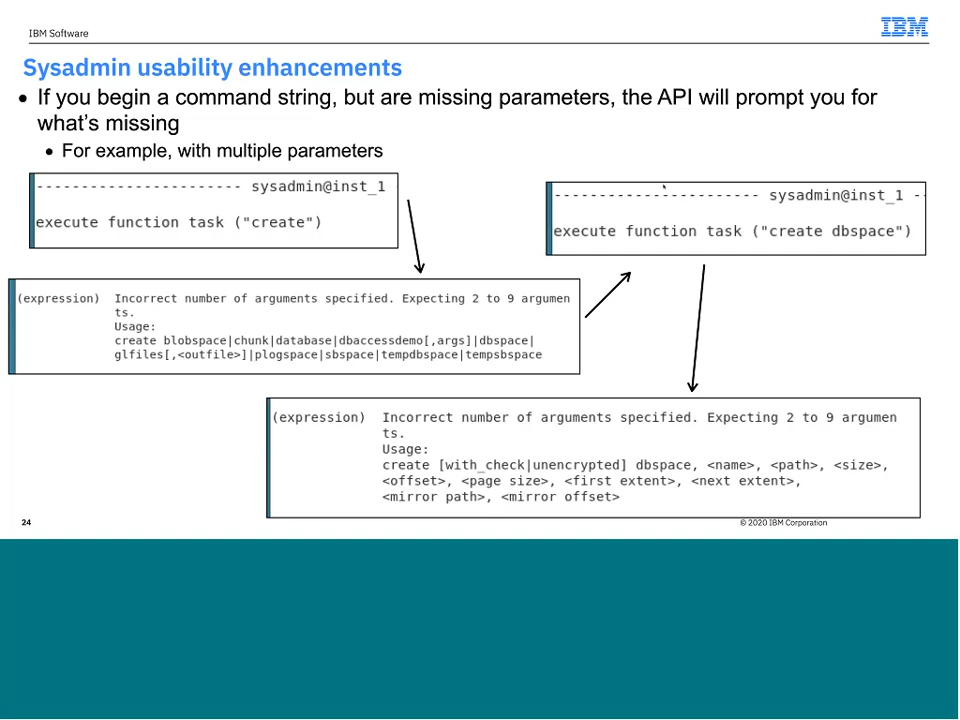 IBM Software
IBM
Sysadmin usability enhancements
• If you begin a command string, but are missing parameters, the API will prompt you for
what's missing
• For example, with multiple parameters
----------------------- sysadmin@inst_1
execute function task ("create")
----------------------- sysadmin@inst_1 --
execute function task ("create dbspace")
(expression)  Incorrect number of arguments specified. Expecting 2 to 9 argumen
ts.
Usage:
create blobspace|chunk|database|dbaccessdemo[,args]|dbspace|
glfiles[,<outfile>]|plogspace|sbspace|tempdbspace|tempsbspace
(expression)  Incorrect number of arguments specified. Expecting 2 to 9 argumen
ts.
Usage:
create [with_check|unencrypted] dbspace, <name>, <path>, <size>,
<offset>, <page size>, <first extent>, <next extent>,
<mirror path>, <mirror offset>
24
© 2020 IBM Corporation